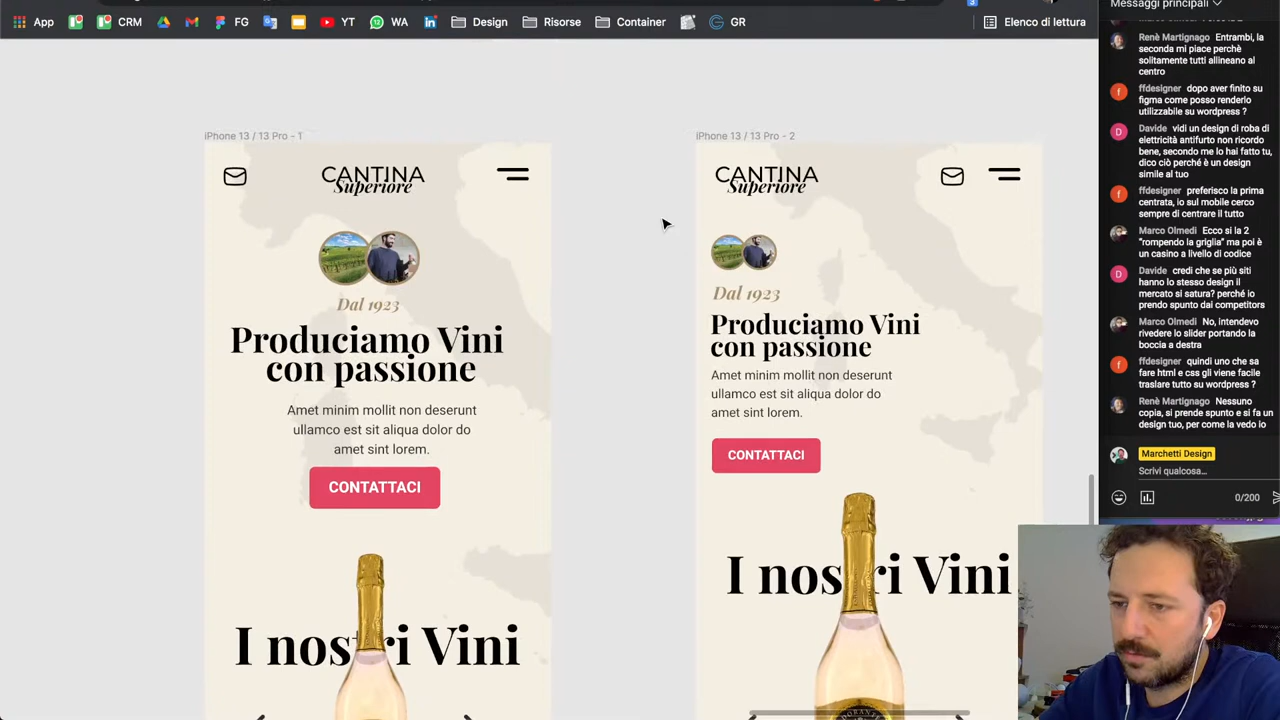 Messaggi principali
App
CRM
FG
YT
WA
Design
Risorse
Container
GR
Elenco di lettura
iPhone 13 / 13 Pro - 1
CANTINA
Superiore
Dal 1923
Produciamo Vini
con passione
Amet minim mollit non deserunt
ullamco est sit aliqua dolor do
amet sint lorem.
CONTATTACI
I nostri Vini
iPhone 13 / 13 Pro - 2
CANTINA
Superiore
Dal 1923
Produciamo Vini
con passione
Amet minim mollit non deserunt
ullamco est sit aliqua dolor do
amet sint lorem.
CONTATTACI
I nostri Vini
Renè Martignago Entrambi, la
seconda mi piace perchè
solitamente tutti allineano al
centro
ffdesigner dopo aver finito su
figma come posso renderlo
utilizzabile su wordpress ?
Davide vidi un design di roba di
elettricità antifurto non ricordo
bene, secondo me lo hai fatto tu,
dico ciò perché è un design
simile al tuo
ffdesigner preferisco la prima
centrata, io sul mobile cerco
sempre di centrare il tutto
Marco Olmedi Ecco si la 2
"rompendo la griglia" ma poi è
un casino a livello di codice
Davide credi che se più siti
hanno lo stesso design il
mercato si satura? perché io
prendo spunto dai competitors
Marco Olmedi No, intendevo
rivedere lo slider portando la
boccia a destra
ffdesigner quindi uno che sa
fare html e css gli viene facile
traslare tutto su wordpress ?
Renè Martignago Nessuno
copia, si prende spunto e si fa un
design tuo, per come la vedo lo
Marchetti Design
Scrivi qualcosa...
0/200